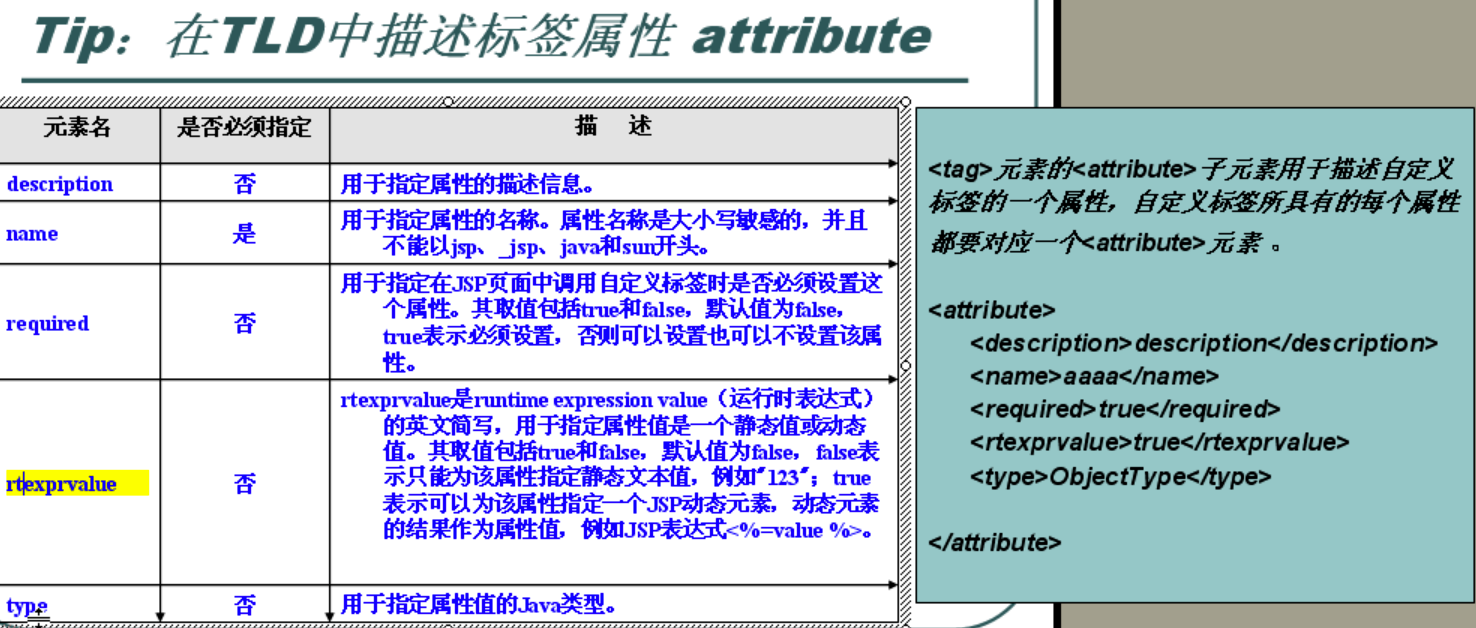 Tip：在TLD中描述标签属性 attribute
元素名
是否必须指定
描 述
description
否
用于指定属性的描述信息。
name
是
用于指定属性的名称。属性名称是大小写敏感的，并且
不能以jsp、_jsp、java和sun开头。
required
否
用于指定在JSP页面中调用自定义标签时是否必须设置这
个属性。其取值包括true和false，默认值为false，
true表示必须设置，否则可以设置也可以不设置该属
性。
rtexprvalue
否
rtexprvalue是runtime expression value（运行时表达式）
的英文简写，用于指定属性值是一个静态值或动态
值。其取值包括true和false，默认值为false，false表
示只能为该属性指定静态文本值，例如"123"；true
表示可以为该属性指定一个JSP动态元素，动态元素
的结果作为属性值，例如JSP表达式<%=value %>。
type
否
用于指定属性值的Java类型。
<tag>元素的<attribute>子元素用于描述自定义
标签的一个属性，自定义标签所具有的每个属性
都要对应一个<attribute>元素 。
<attribute>
<description>description</description>
<name>aaaa</name>
<required>true</required>
<rtexprvalue>true</rtexprvalue>
<type>ObjectType</type>
</attribute>